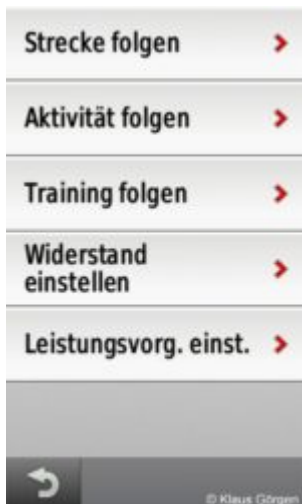 Strecke folgen
Aktivität folgen
Training folgen
Widerstand
einstellen
Leistungsvorg. einst.
© Klaus Görgen